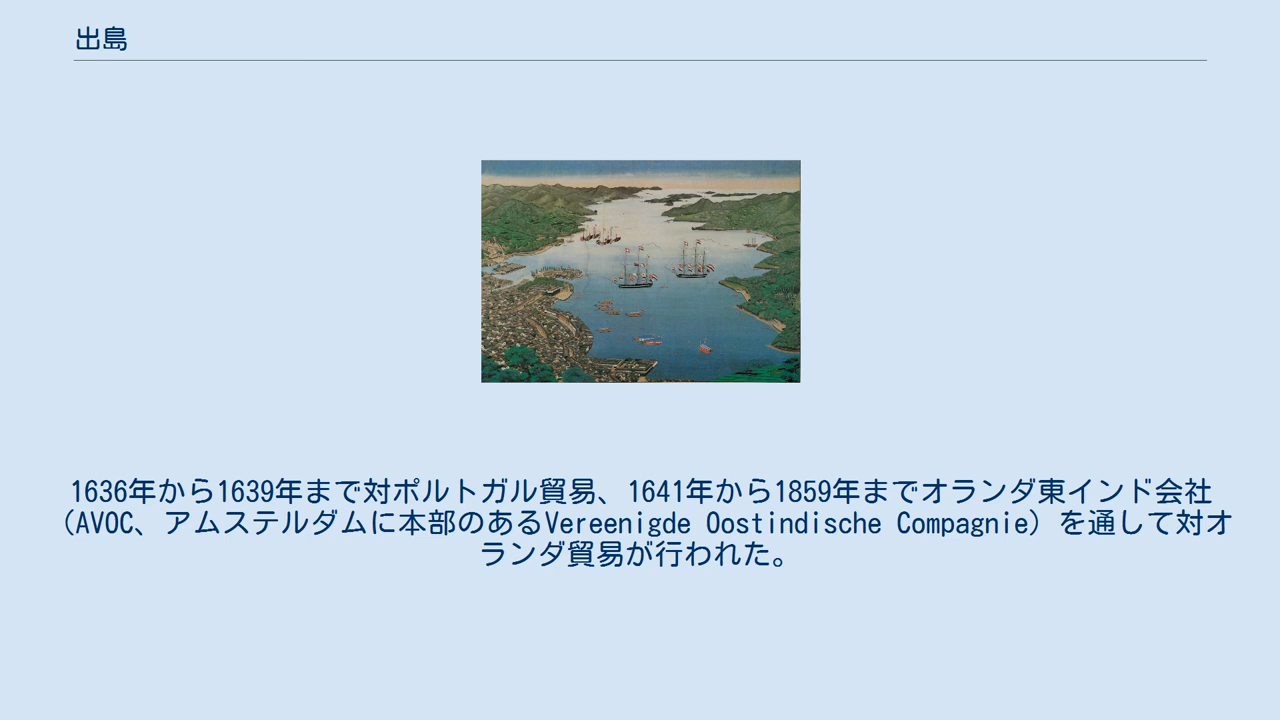 出島
1636年から1639年まで対ポルトガル貿易、1641年から1859年までオランダ東インド会社
(AVOC、アムステルダムに本部のあるVereenigde Oostindische Compagnie) を通して対オ
ランダ貿易が行われた。